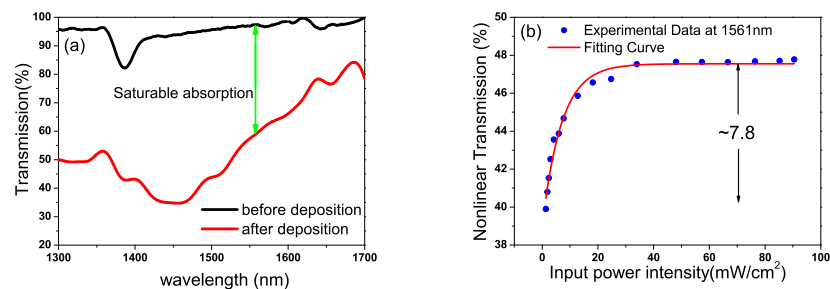 (a)
Transmission(%)
100
90
80
70
60
50
40
30
20
Saturable absorption
before deposition
after deposition
1300
1400
1500
1600
1700
wavelength (nm)
(b)
Nonlinear Transmission (%)
50
48
46
44
42
40
38
Experimental Data at 1561nm
Fitting Curve
~7.8
0
20
40
60
80
100
Input power intensity(mW/cm²)